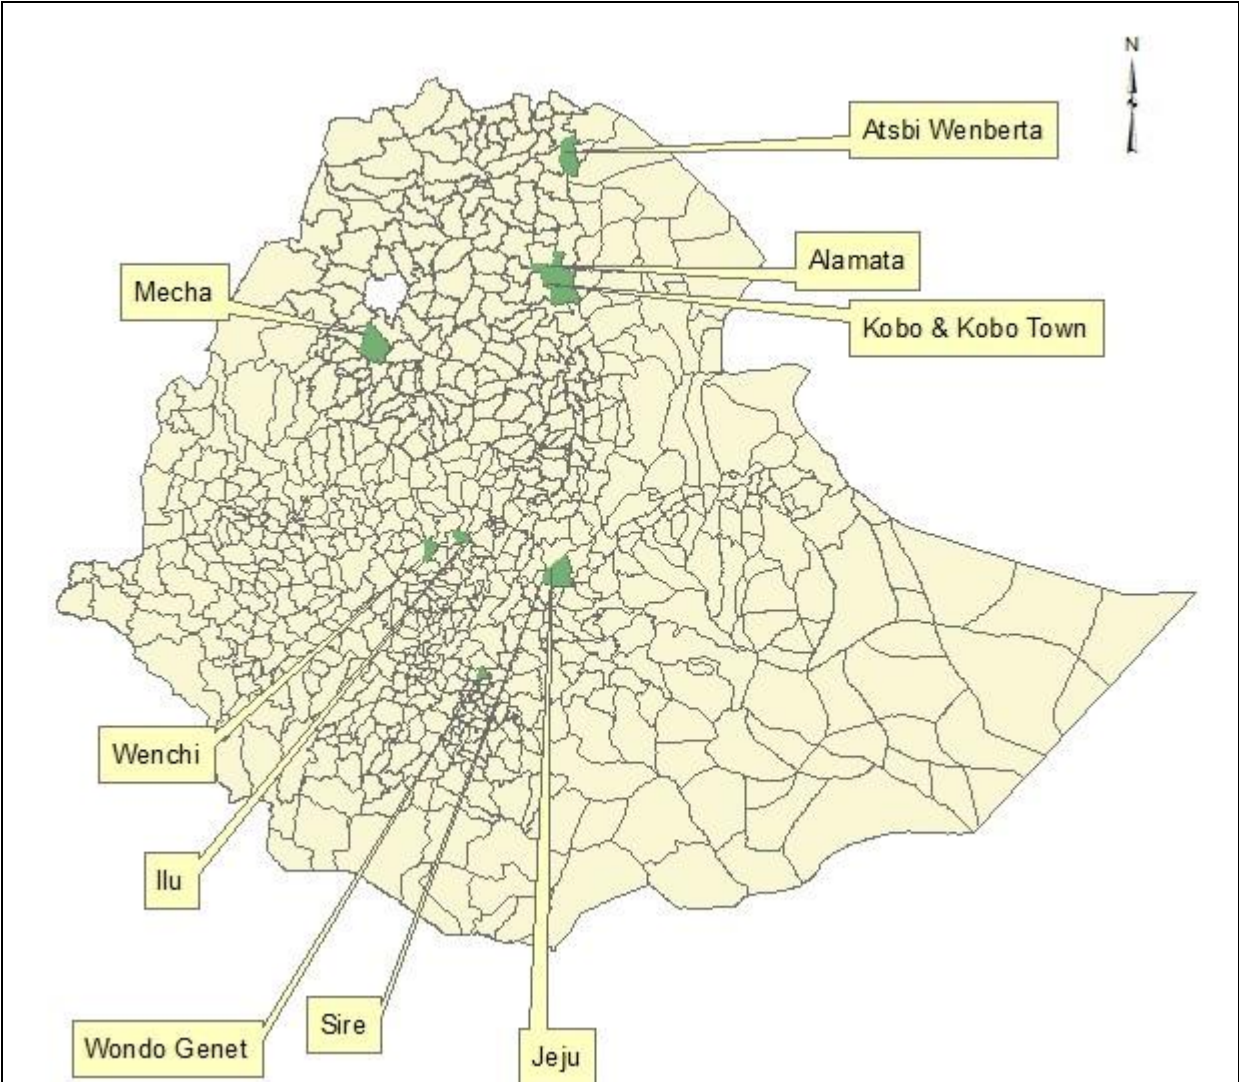 N
Atsbi Wenberta
Alamata
Mecha
Kobo & Kobo Town
Wenchi
Ilu
Sire
Wondo Genet
Jeju